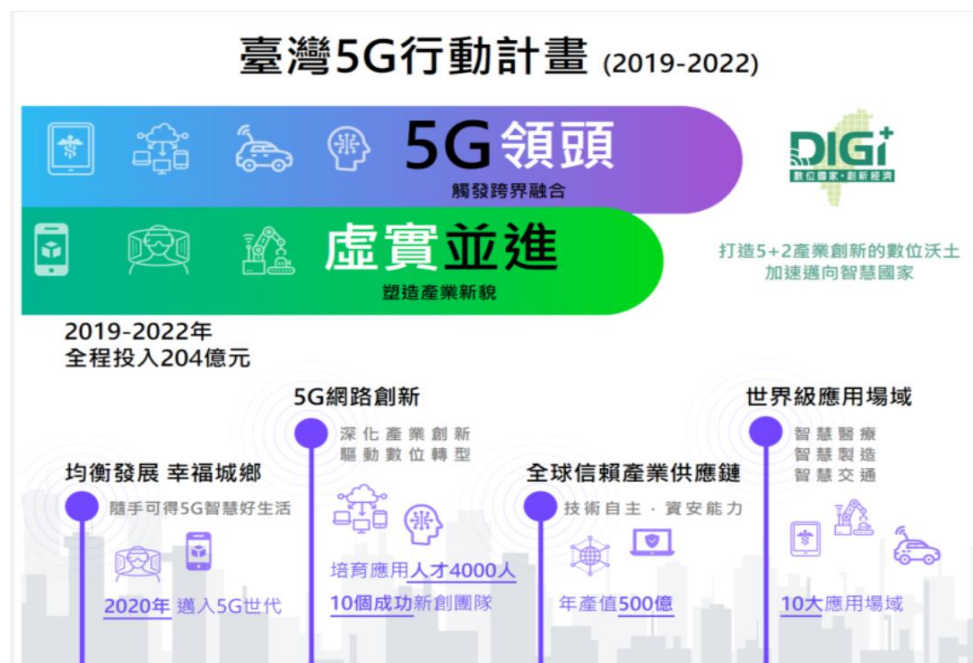 臺灣5G行動計畫 (2019-2022)
5G領頭
觸發跨界融合
DIGI+
數位國家•創新經濟
虛實並進
塑造產業新貌
打造5+2產業創新的數位沃土
加速邁向智慧國家
2019-2022年
全程投入204億元
均衡發展 幸福城鄉
隨手可得5G智慧好生活
2020年 邁入5G世代
5G網路創新
深化產業創新
驅動數位轉型
培育應用人才4000人
10個成功新創團隊
全球信賴產業供應鏈
技術自主．資安能力
年產值500億
世界級應用場域
智慧醫療
智慧製造
智慧交通
10大應用場域